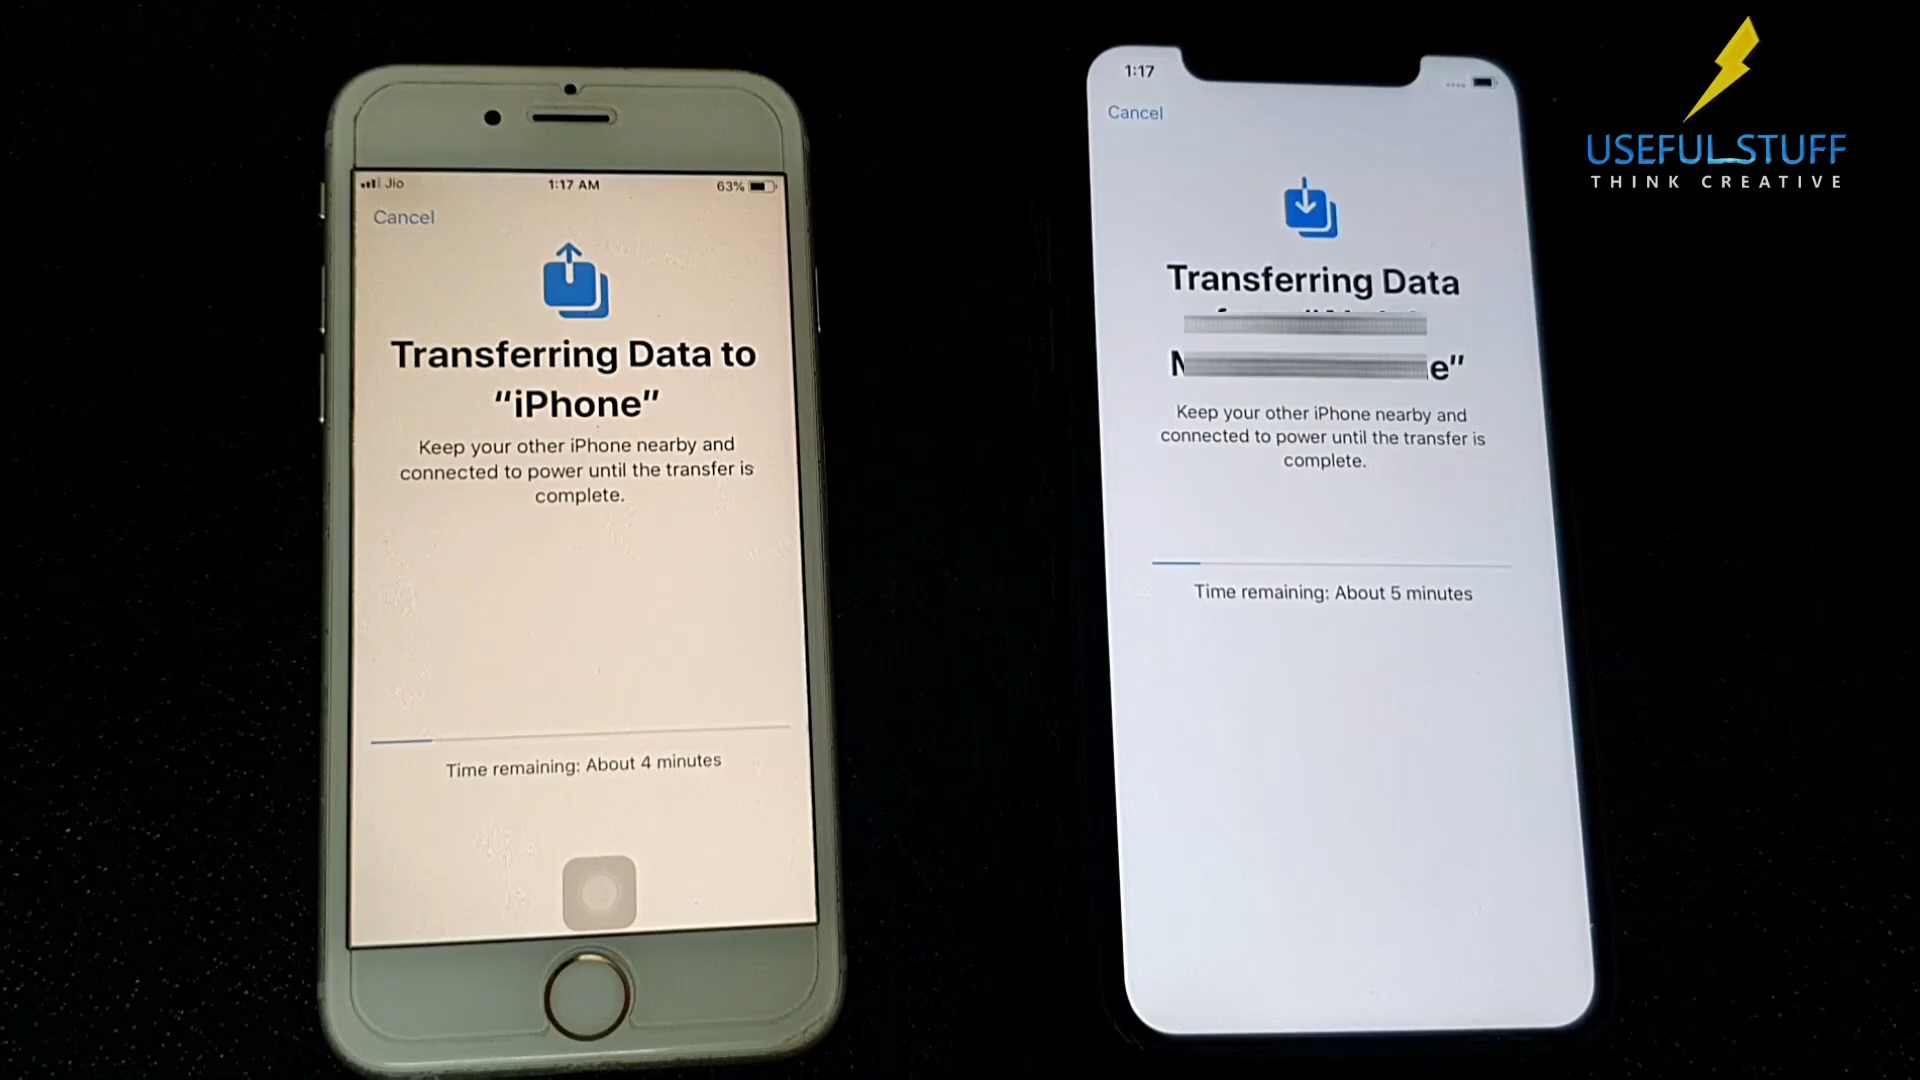 Jio
1:17 AM
63%
Cancel
Transferring Data to
“iPhone”
Keep your other iPhone nearby and
connected to power until the transfer is
complete.
Time remaining: About 4 minutes
1:17
Cancel
Transferring Data
Keep your other iPhone nearby and
connected to power until the transfer is
complete.
Time remaining: About 5 minutes
USEFUL_STUFF
THINK CREATIVE